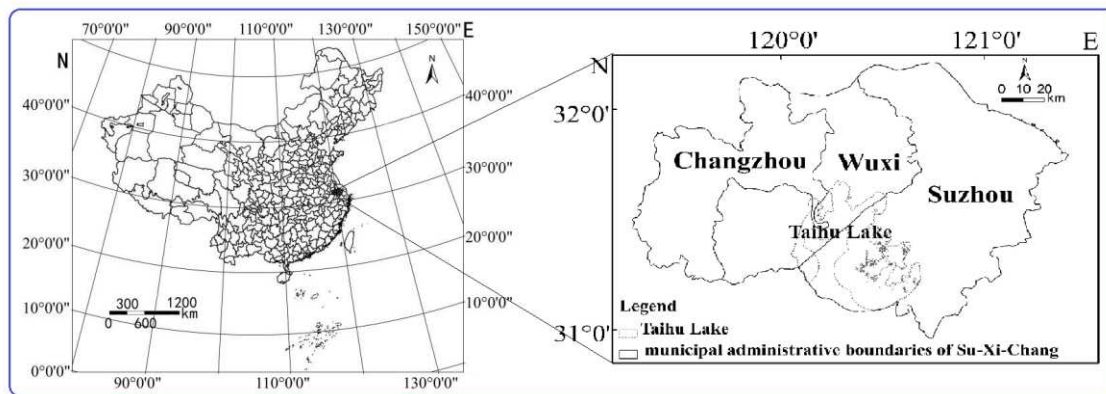 70°0'0" 90°0'0" 110°0'0" 130°0'0" 150°0'0" E
N
N
40°0'0"
30°0'0"
20°0'0"
10°0'0"
0°0'0"
40°0'0"
30°0'0"
20°0'0"
10°0'0"
300 1200
km
0 600
90°0'0" 110°0'0" 130°0'0"
120°0' 121°0' E
N
N
0 10 20
km
32°0'
31°0'
Changzhou
Wuxi
Suzhou
Taihu Lake
Legend
Taihu Lake
municipal administrative boundaries of Su-Xi-Chang